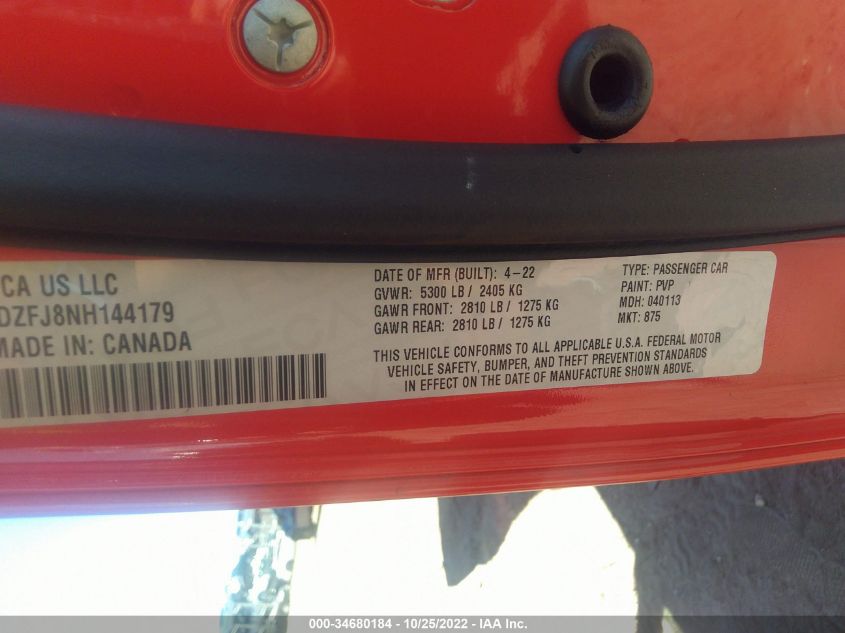 CA US LLC
DZFJ8NH144179
MADE IN: CANADA
DATE OF MFR (BUILT): 4-22
GVWR: 5300 LB / 2405 KG
GAWR FRONT: 2810 LB / 1275 KG
GAWR REAR: 2810 LB / 1275 KG
TYPE: PASSENGER CAR
PAINT: PVP
MDH: 040113
MKT: 875
THIS VEHICLE CONFORMS TO ALL APPLICABLE U.S.A. FEDERAL MOTOR
VEHICLE SAFETY, BUMPER, AND THEFT PREVENTION STANDARDS
IN EFFECT ON THE DATE OF MANUFACTURE SHOWN ABOVE.
000-34680184 - 10/25/2022 - IAA Inc.